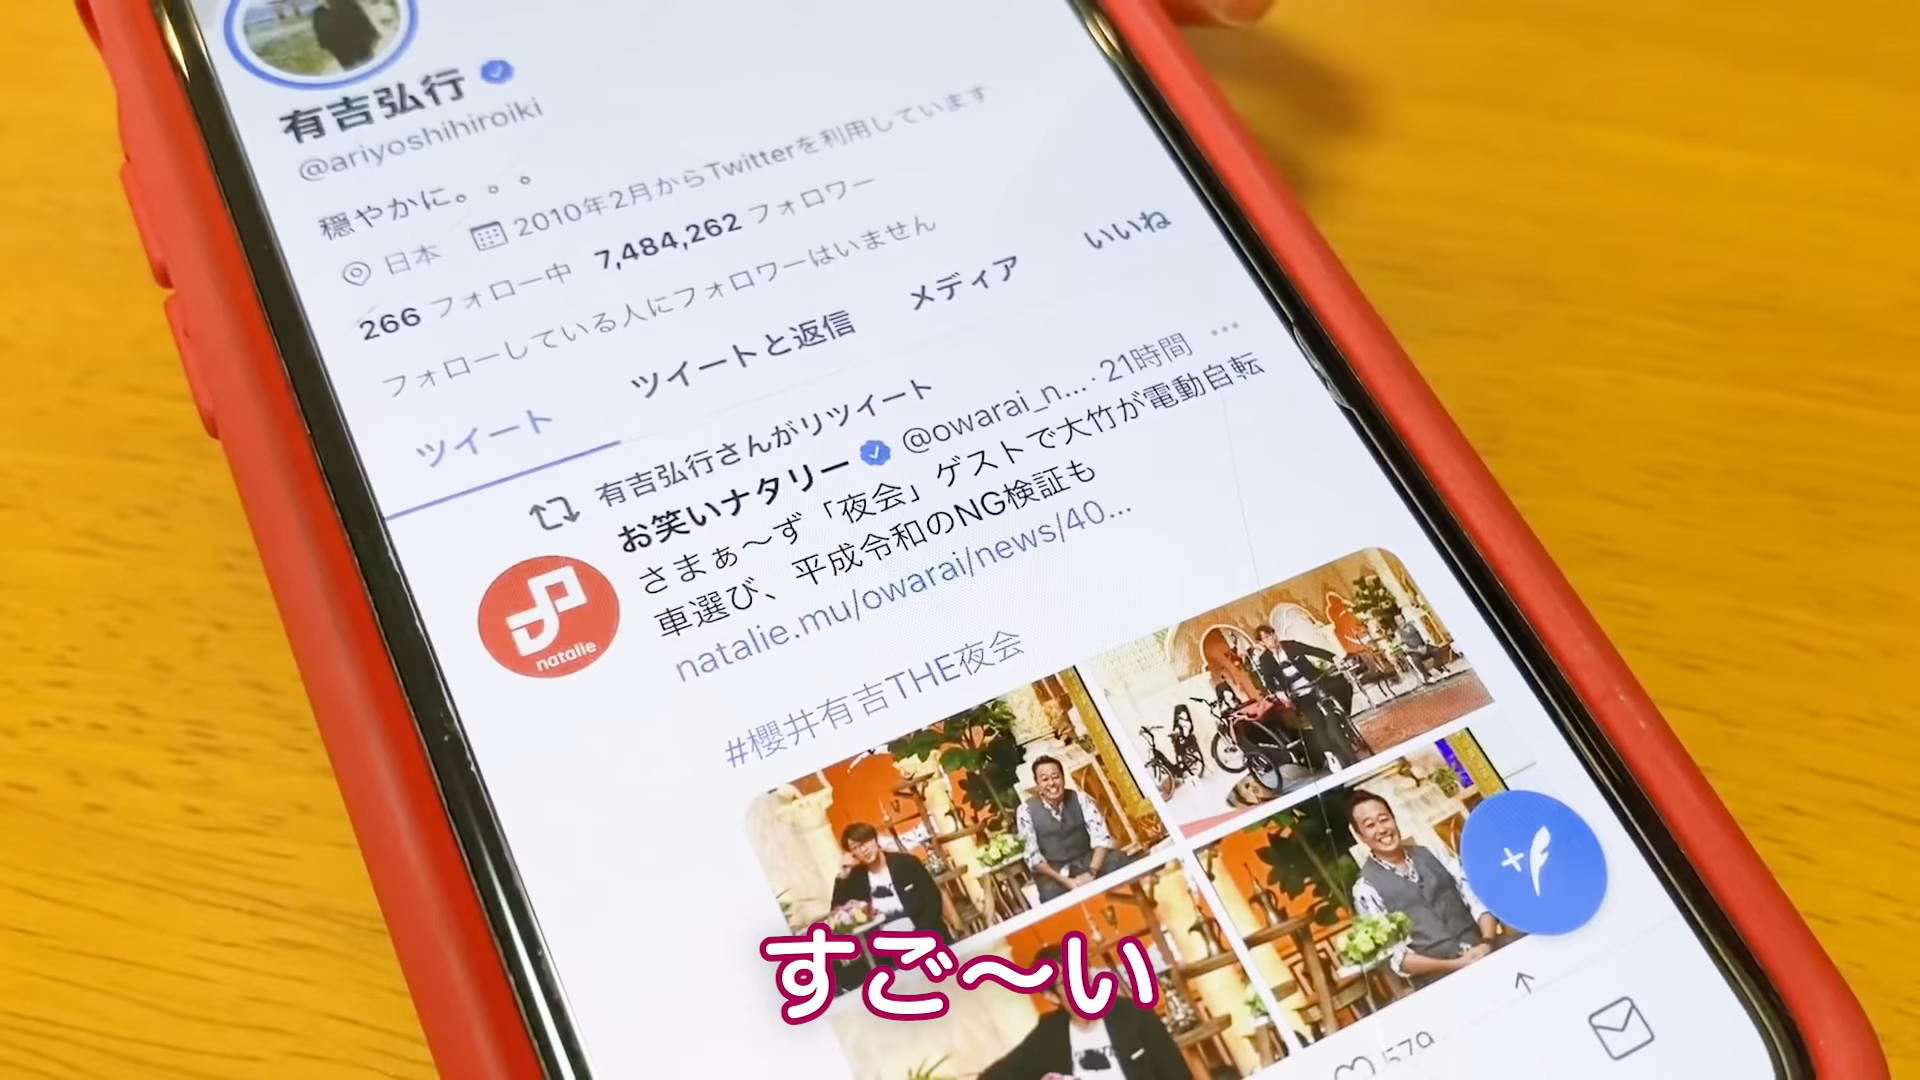 有吉弘行
@ariyoshihiroiki
穏やかに。。。
日本 2010年2月からTwitterを利用しています
266 フォロー中 7,484,262 フォロワー
フォローしている人にフォロワーはいません
ツイート ツイートと返信 メディア いいね
有吉弘行さんがリツイート
お笑いナタリー @owarai_n...・21時間
さまぁ〜ず「夜会」ゲストで大竹が電動自転
車選び、平成令和のNG検証も
natalie.mu/owarai/news/40...
#櫻井有吉THE夜会
natalie
すご〜い
579